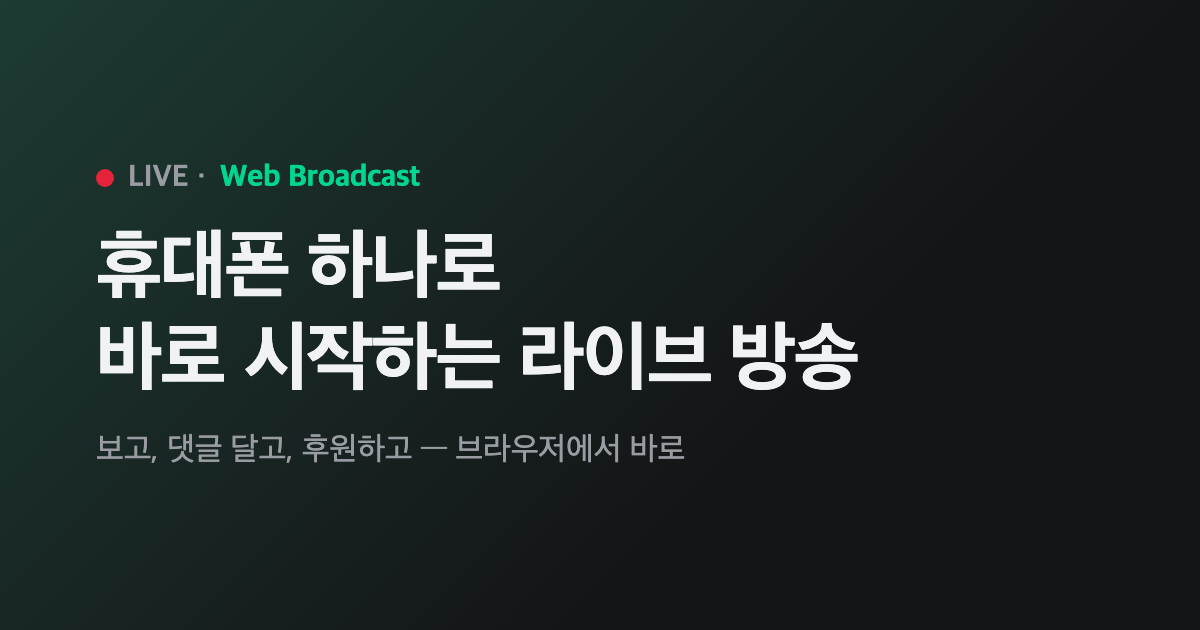 LIVE · Web Broadcast
휴대폰 하나로
바로 시작하는 라이브 방송
보고, 댓글 달고, 후원하고 — 브라우저에서 바로